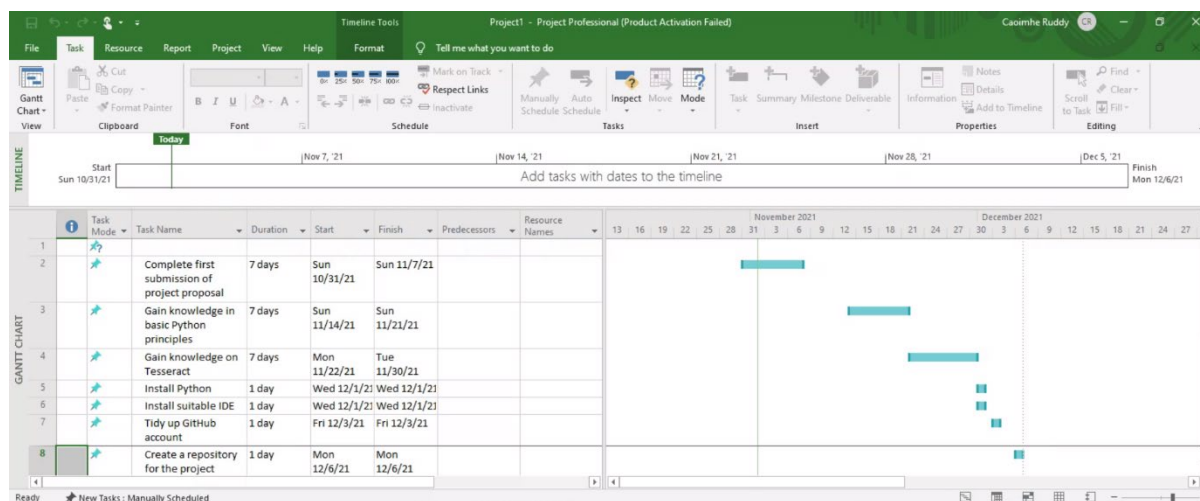 Timeline Tools
Project1 - Project Professional (Product Activation Failed)
Caoimhe Ruddy
CR
File Task Resource Report Project View Help Format Tell me what you want to do
Gantt Chart
View
Paste
Cut
Copy
Format Painter
Clipboard
B I U A
Font
0% 25% 50% 75% 100%
Mark on Track
Respect Links
Inactivate
Schedule
Manually Schedule
Auto Schedule
Inspect
Move
Mode
Tasks
Task
Summary
Milestone
Deliverable
Insert
Information
Notes
Details
Add to Timeline
Properties
Scroll to Task
Find
Clear
Fill
Editing
TIMELINE
Today
Start
Sun 10/31/21
Nov 7, '21 Nov 14, '21 Nov 21, '21 Nov 28, '21 Dec 5, '21
Add tasks with dates to the timeline
Finish
Mon 12/6/21
GANTT CHART
Task Mode Task Name Duration Start Finish Predecessors Resource Names
November 2021 December 2021
13 16 19 22 25 28 31 3 6 9 12 15 18 21 24 27 30 3 6 9 12 15 18 21 24 27
1
2 Complete first submission of project proposal 7 days Sun 10/31/21 Sun 11/7/21
3 Gain knowledge in basic Python principles 7 days Sun 11/14/21 Sun 11/21/21
4 Gain knowledge on Tesseract 7 days Mon 11/22/21 Tue 11/30/21
5 Install Python 1 day Wed 12/1/21 Wed 12/1/21
6 Install suitable IDE 1 day Wed 12/1/21 Wed 12/1/21
7 Tidy up GitHub account 1 day Fri 12/3/21 Fri 12/3/21
8 Create a repository for the project 1 day Mon 12/6/21 Mon 12/6/21
Ready New Tasks : Manually Scheduled